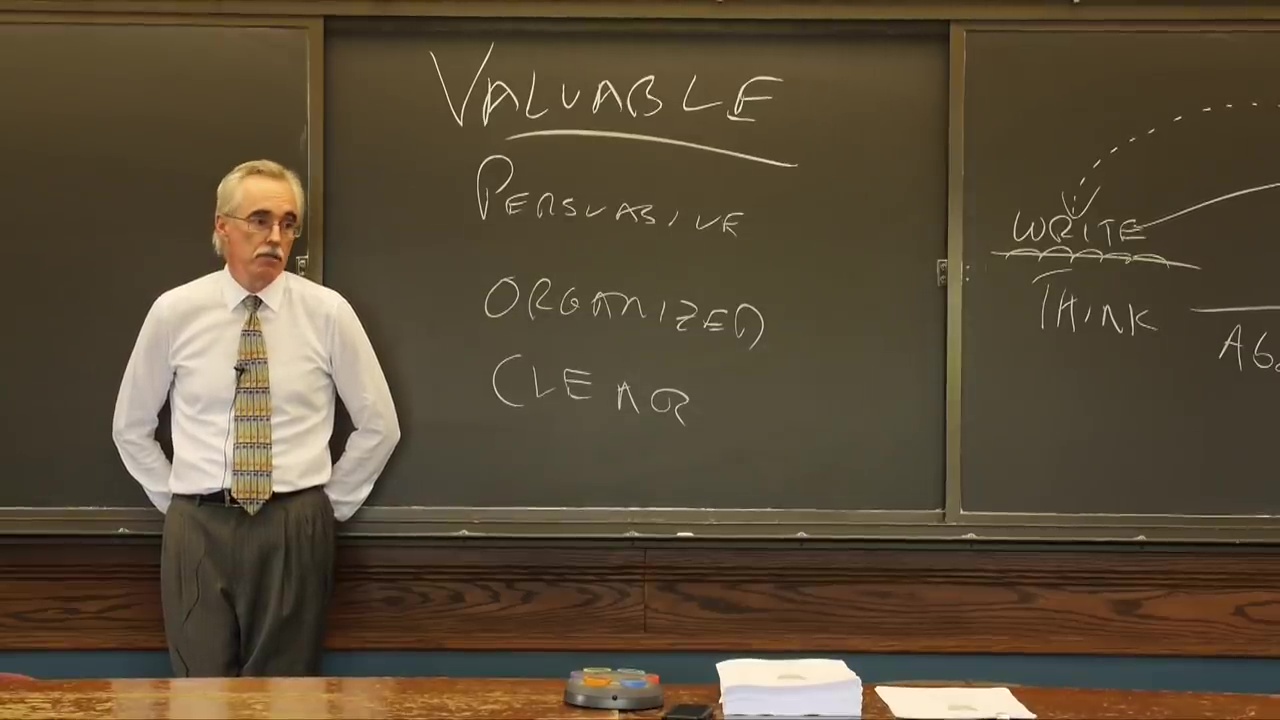 VALUABLE
PERSUASIVE
ORGANIZED
CLEAR
WRITE
THINK